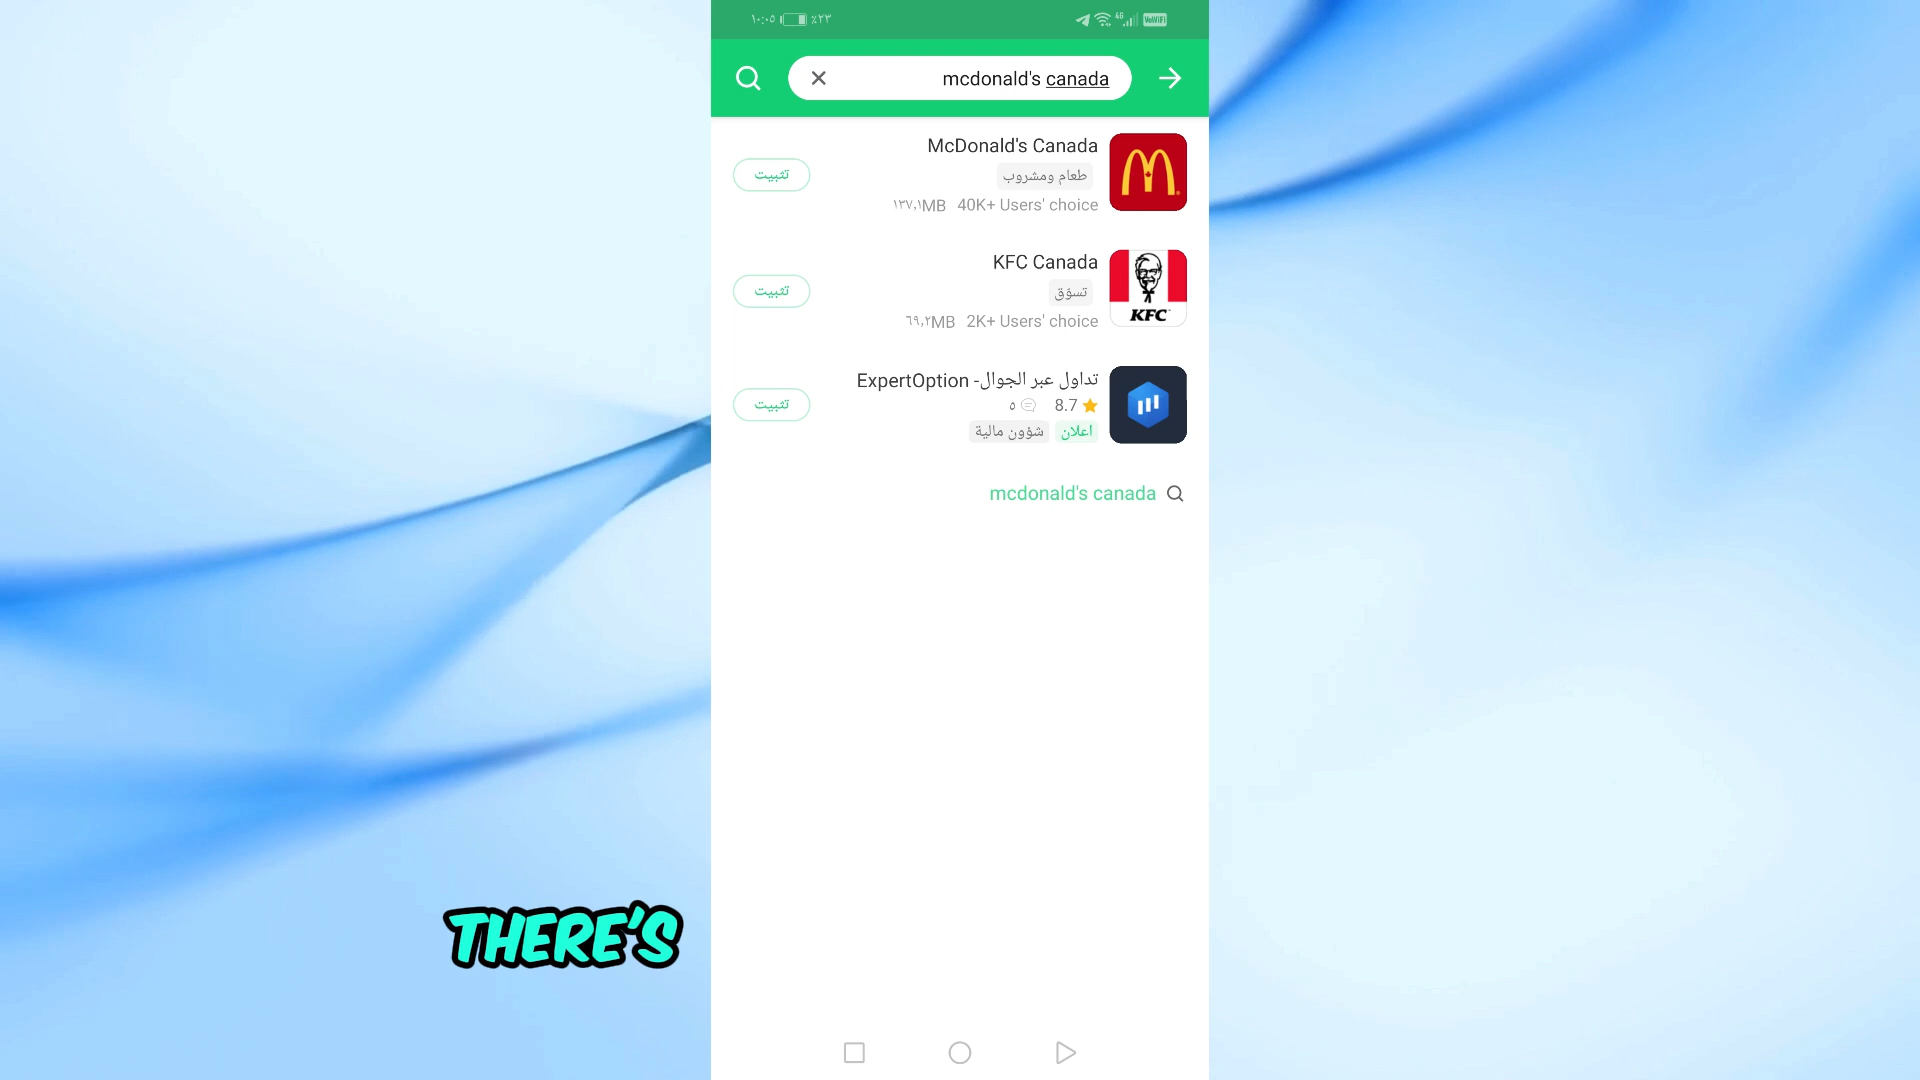 ١٠:٠٥ ٪٢٣ 4G VoWiFi
mcdonald's canada
McDonald's Canada
تثبيت
طعام ومشروب
١٣٧,١MB 40K+ Users' choice
KFC Canada
تثبيت
تسوّق
KFC
٦٩,٢MB 2K+ Users' choice
تداول عبر الجوال- ExpertOption
تثبيت
8.7 ٥
اعلان شؤون مالية
mcdonald's canada
THERE'S